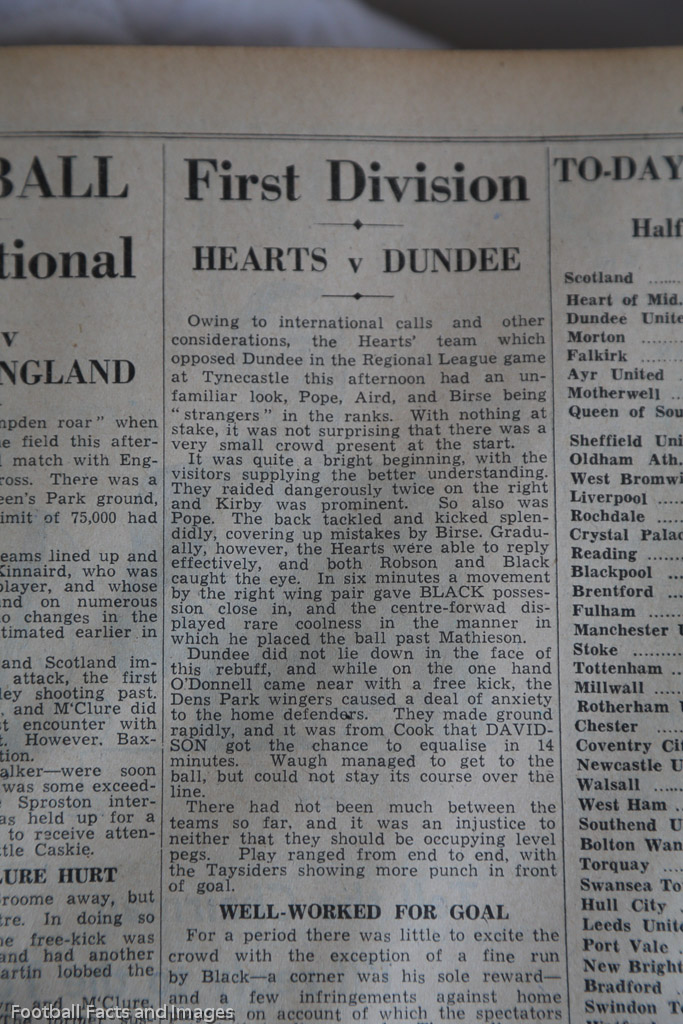 BALL
tional
v
NGLAND
mpden roar" when
e field this after-
l match with Eng-
ross. There was a
een's Park ground,
imit of 75,000 had
eams lined up and
Kinnaird, who was
player, and whose
and on numerous
o changes in the
timated earlier in
and Scotland im-
attack, the first
ley shooting past.
, and M'Clure did
st encounter with
t. However, Bax-
tion.
alker—were soon
was some exceed-
Sproston inter-
as held up for a
to receive atten-
ttle Caskie.
LURE HURT
Broome away, but
tre. In doing so
e free-kick was
and had another
artin lobbed the
and M'Clure,
First Division
HEARTS v DUNDEE
Owing to international calls and other
considerations, the Hearts' team which
opposed Dundee in the Regional League game
at Tynecastle this afternoon had an un-
familiar look, Pope, Aird, and Birse being
"strangers" in the ranks. With nothing at
stake, it was not surprising that there was a
very small crowd present at the start.
It was quite a bright beginning, with the
visitors supplying the better understanding.
They raided dangerously twice on the right
and Kirby was prominent. So also was
Pope. The back tackled and kicked splen-
didly, covering up mistakes by Birse. Gradu-
ally, however, the Hearts were able to reply
effectively, and both Robson and Black
caught the eye. In six minutes a movement
by the right wing pair gave BLACK posses-
sion close in, and the centre-forwad dis-
played rare coolness in the manner in
which he placed the ball past Mathieson.
Dundee did not lie down in the face of
this rebuff, and while on the one hand
O'Donnell came near with a free kick, the
Dens Park wingers caused a deal of anxiety
to the home defenders. They made ground
rapidly, and it was from Cook that DAVID-
SON got the chance to equalise in 14
minutes. Waugh managed to get to the
ball, but could not stay its course over the
line.
There had not been much between the
teams so far, and it was an injustice to
neither that they should be occupying level
pegs. Play ranged from end to end, with
the Taysiders showing more punch in front
of goal.
WELL-WORKED FOR GOAL
For a period there was little to excite the
crowd with the exception of a fine run
by Black—a corner was his sole reward—
and a few infringements against home
on account of which the spectators
TO-DAY
Half
Scotland ......
Heart of Mid.
Dundee Unite
Morton ........
Falkirk .......
Ayr United ..
Motherwell ..
Queen of Sou
Sheffield Uni
Oldham Ath.
West Bromwi
Liverpool .....
Rochdale ......
Crystal Palac
Reading ......
Blackpool ...
Brentford ....
Fulham .......
Manchester U
Stoke ........
Tottenham ..
Millwall .....
Rotherham U
Chester .....
Coventry Cit
Newcastle U
Walsall .....
West Ham ..
Southend U
Bolton Wan
Torquay ....
Swansea To
Hull City ..
Leeds Unite
Port Vale ..
New Bright
Bradford ...
Swindon T
Football Facts and Images